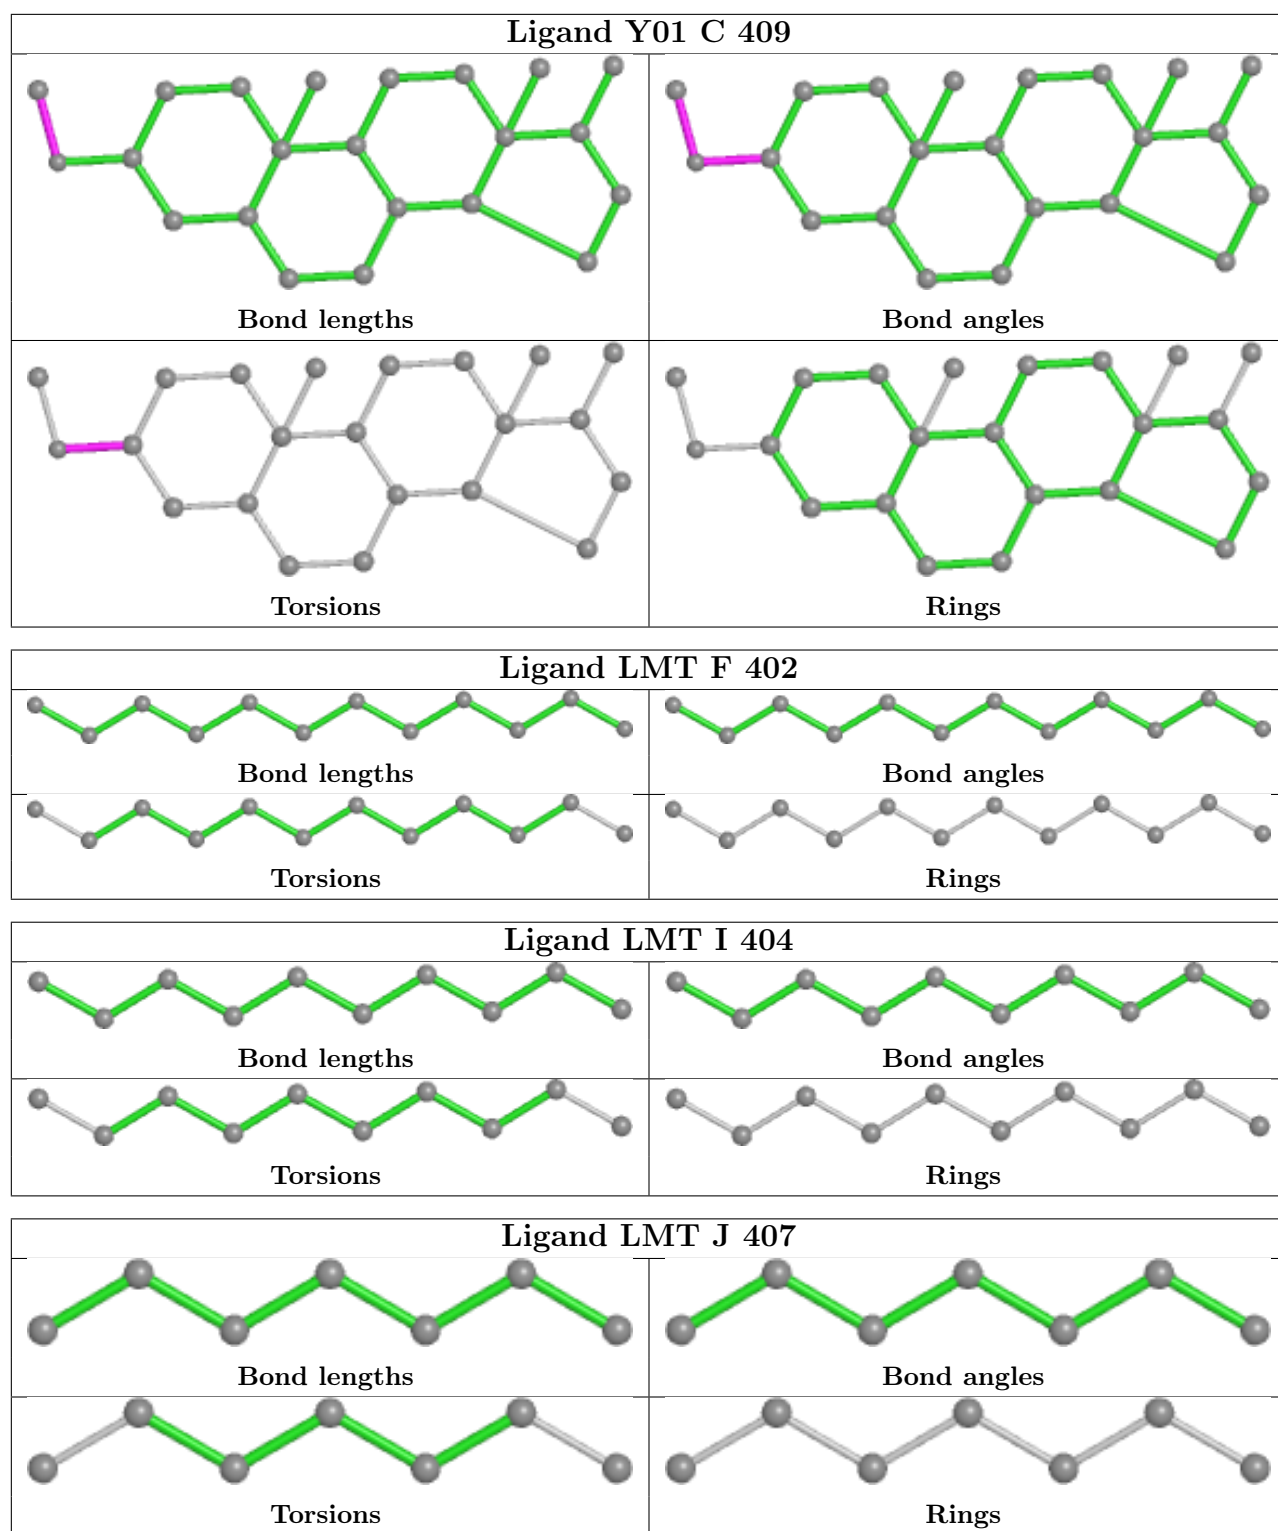 Ligand Y01 C 409
Bond lengths
Bond angles
Torsions
Rings
Ligand LMT F 402
Bond lengths
Bond angles
Torsions
Rings
Ligand LMT I 404
Bond lengths
Bond angles
Torsions
Rings
Ligand LMT J 407
Bond lengths
Bond angles
Torsions
Rings